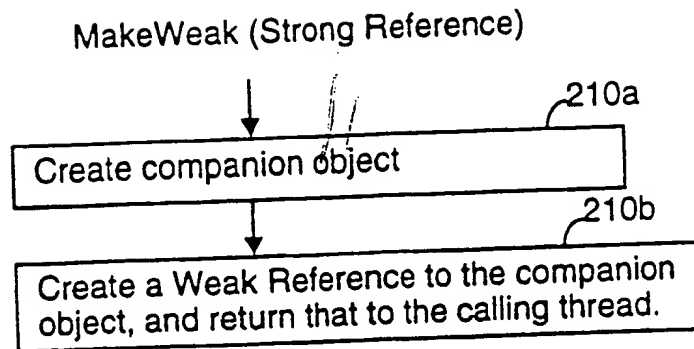 MakeWeak (Strong Reference)
210a
Create companion object
210b
Create a Weak Reference to the companion
object, and return that to the calling thread.